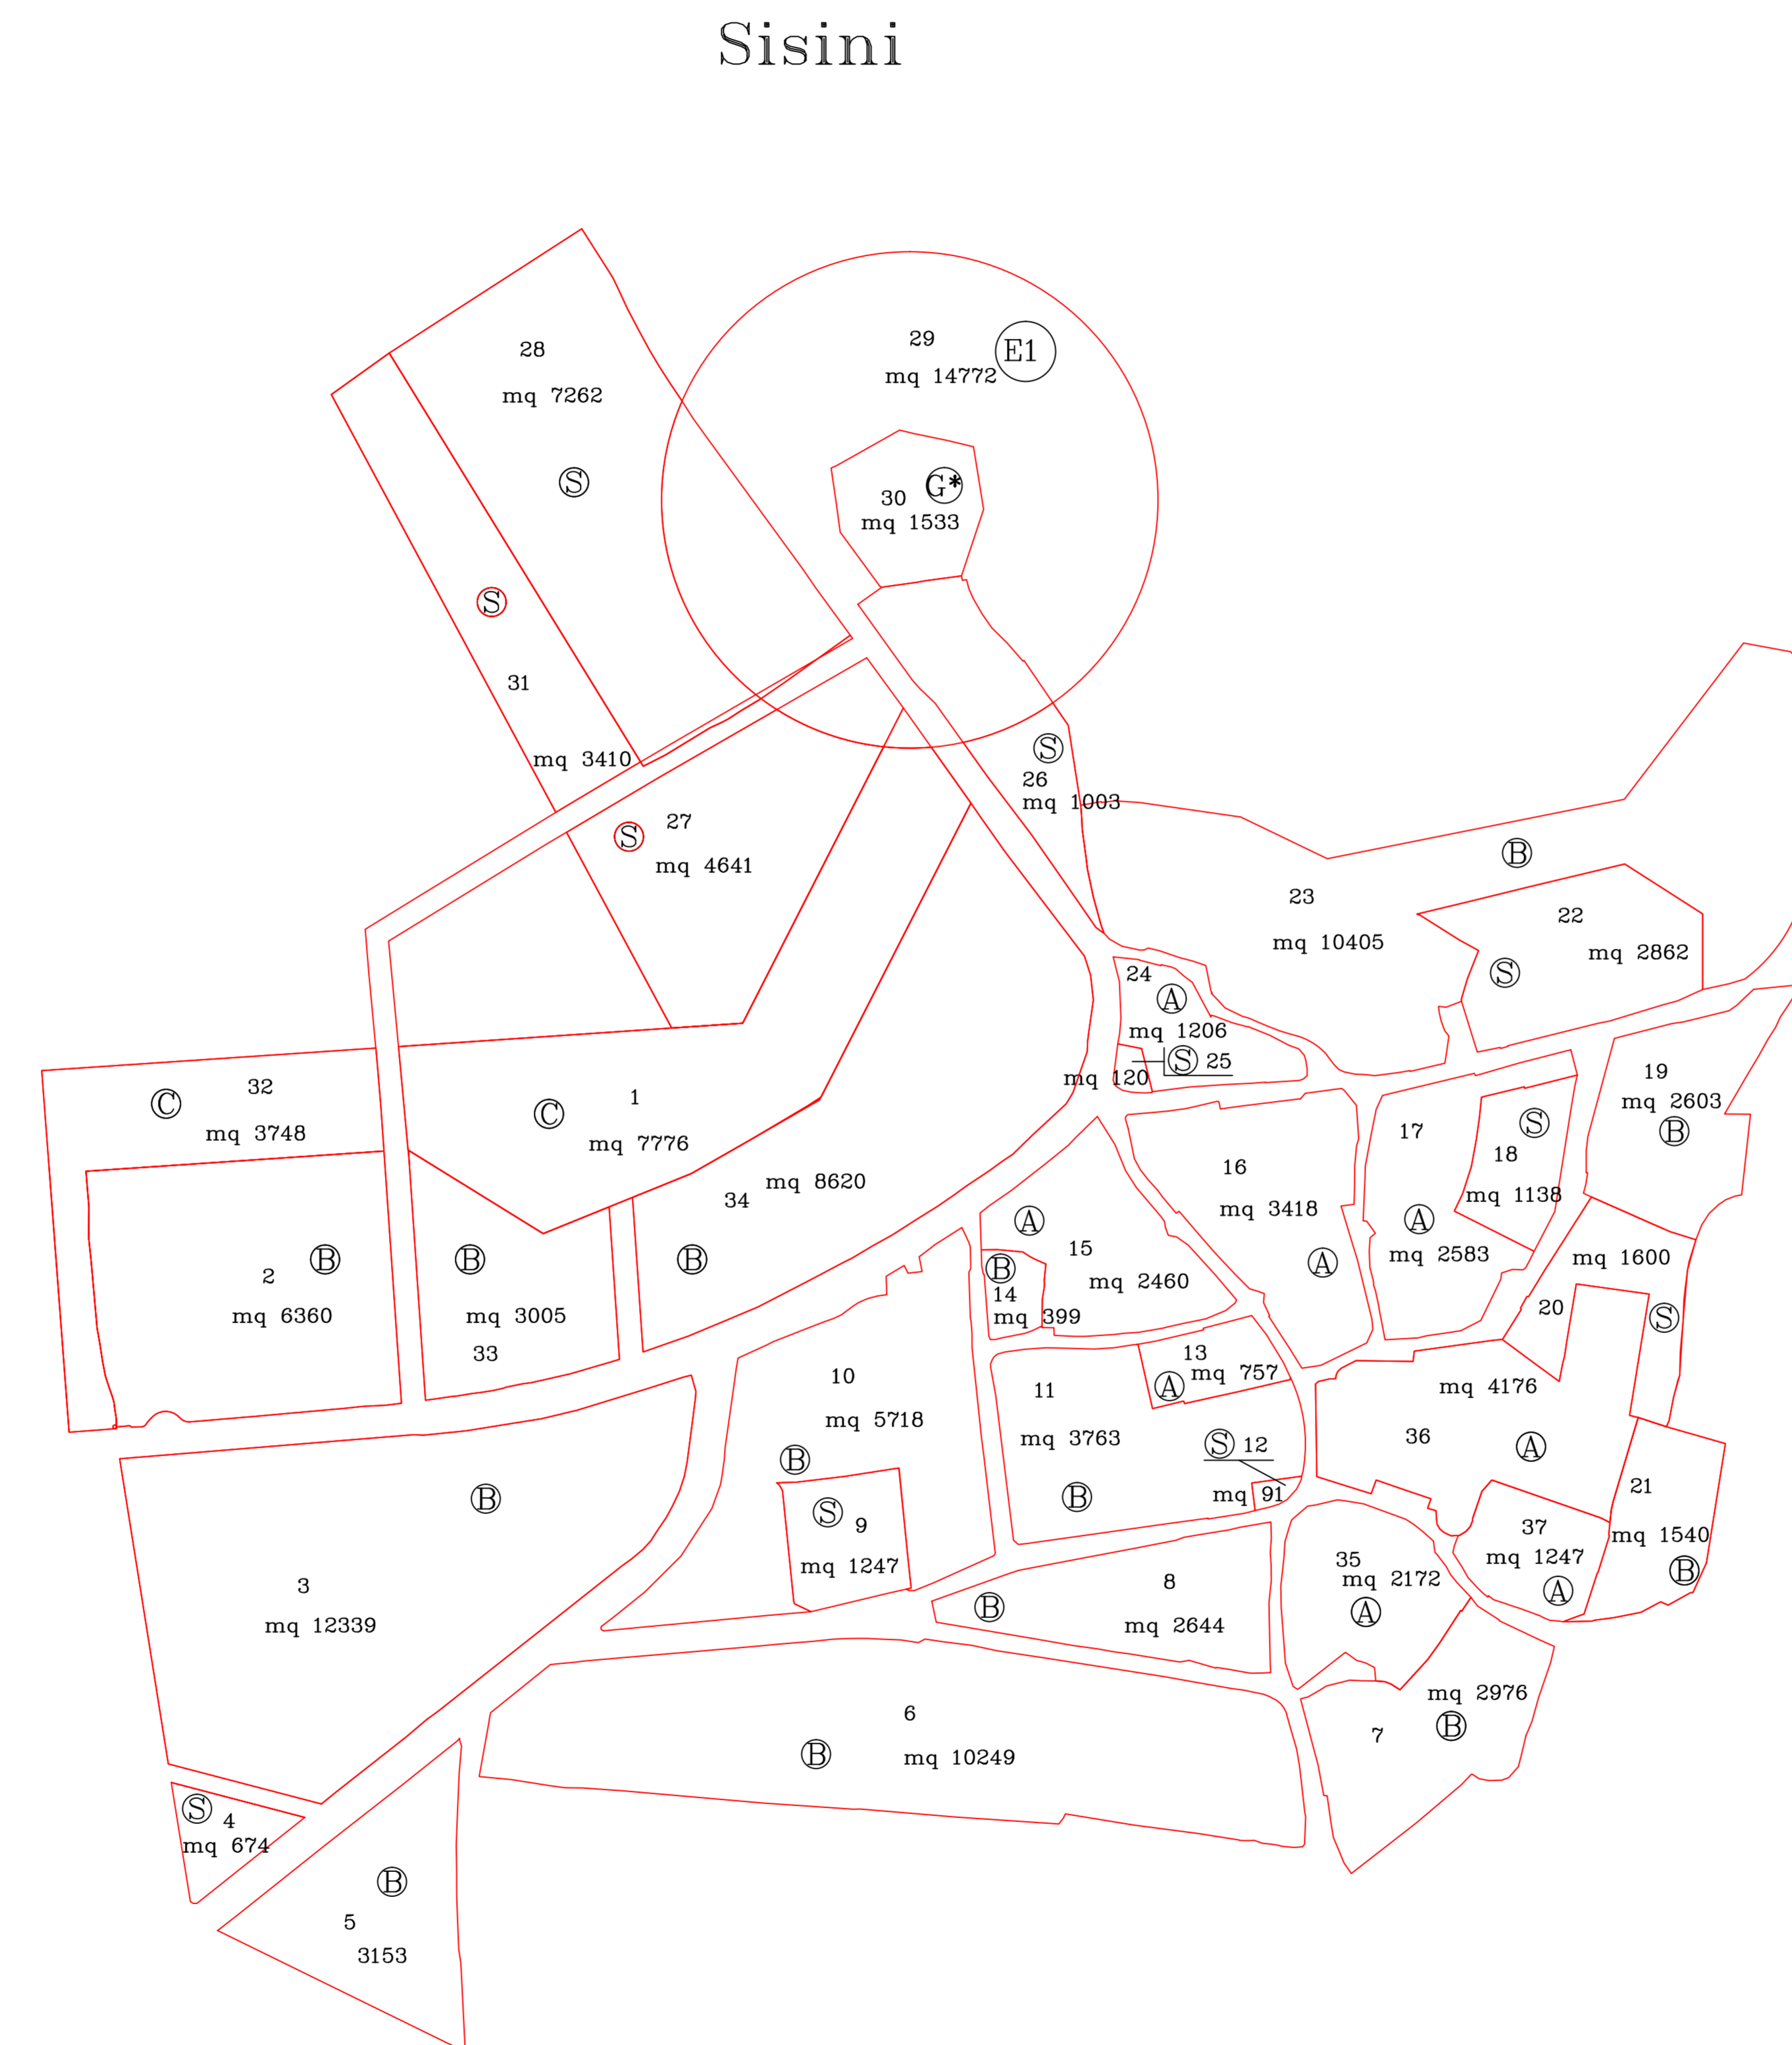 Sisini
28
mq 7262
S
29
E1
mq 14772
30
G*
mq 1533
S
31
mq 3410
S
26
mq 1003
27
S
mq 4641
B
23
mq 10405
22
mq 2862
S
24
A
mq 1206
S 25
mq 120
32
C
mq 3748
1
C
mq 7776
34
mq 8620
B
2
B
mq 6360
B
mq 3005
33
19
mq 2603
B
17
S
18
mq 1138
A
mq 2583
16
mq 3418
A
A
15
mq 2460
B
14
mq 399
mq 1600
20
S
13
mq 757
A
10
mq 5718
B
11
mq 3763
B
S 12
mq 91
mq 4176
36
A
S
9
mq 1247
21
mq 1540
B
37
mq 1247
A
35
mq 2172
A
B
3
mq 12339
B
8
mq 2644
mq 2976
7
B
6
B
mq 10249
S
4
mq 674
B
5
3153